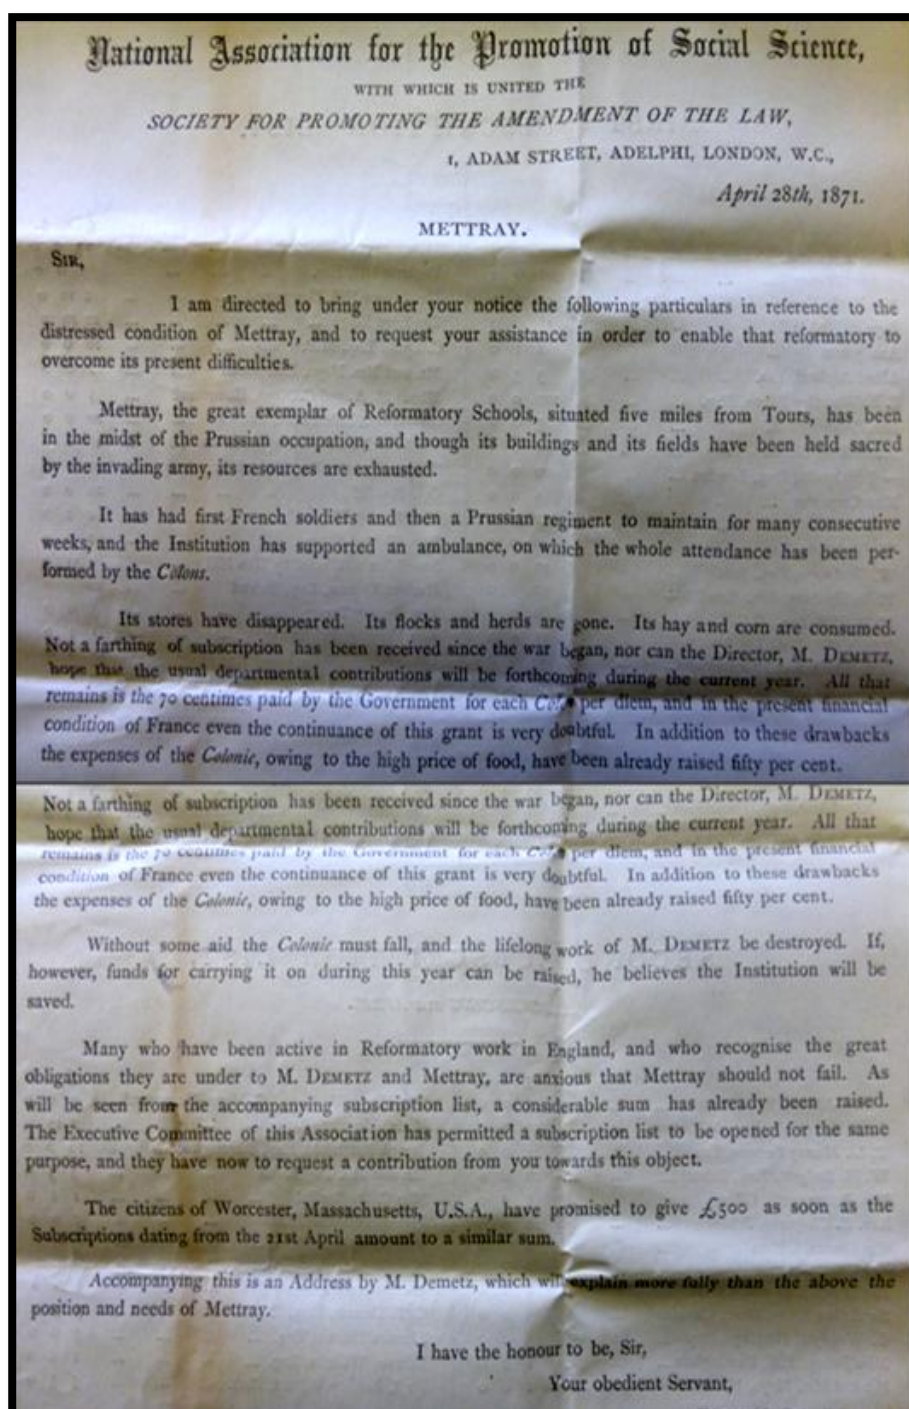 National Association for the Promotion of Social Science,
WITH WHICH IS UNITED THE
SOCIETY FOR PROMOTING THE AMENDMENT OF THE LAW,
1, ADAM STREET, ADELPHI, LONDON, W.C.,
April 28th, 1871.
METTRAY.
SIR,
I am directed to bring under your notice the following particulars in reference to the
distressed condition of Mettray, and to request your assistance in order to enable that reformatory to
overcome its present difficulties.
Mettray, the great exemplar of Reformatory Schools, situated five miles from Tours, has been
in the midst of the Prussian occupation, and though its buildings and its fields have been held sacred
by the invading army, its resources are exhausted.
It has had first French soldiers and then a Prussian regiment to maintain for many consecutive
weeks, and the Institution has supported an ambulance, on which the whole attendance has been per-
formed by the Colons.
Its stores have disappeared. Its flocks and herds are gone. Its hay and corn are consumed.
Not a farthing of subscription has been received since the war began, nor can the Director, M. DEMETZ,
hope that the usual departmental contributions will be forthcoming during the current year. All that
remains is the 70 centimes paid by the Government for each per diem, and in the present financial
condition of France even the continuance of this grant is very doubtful. In addition to these drawbacks
the expenses of the Colonie, owing to the high price of food, have been already raised fifty per cent.
Not a farthing of subscription has been received since the war began, nor can the Director, M. DEMETZ,
hope that the usual departmental contributions will be forthcoming during the current year. All that
remains is the 70 centimes paid by the Government for each per diem, and in the present financial
condition of France even the continuance of this grant is very doubtful. In addition to these drawbacks
the expenses of the Colonie, owing to the high price of food, have been already raised fifty per cent.
Without some aid the Colonie must fall, and the lifelong work of M. DEMETZ be destroyed. If,
however, funds for carrying it on during this year can be raised, he believes the Institution will be
saved.
Many who have been active in Reformatory work in England, and who recognise the great
obligations they are under to M. DEMETZ and Mettray, are anxious that Mettray should not fail. As
will be seen from the accompanying subscription list, a considerable sum has already been raised.
The Executive Committee of this Association has permitted a subscription list to be opened for the same
purpose, and they have now to request a contribution from you towards this object.
The citizens of Worcester, Massachusetts, U.S.A., have promised to give £500 as soon as the
Subscriptions dating from the 21st April amount to a similar sum.
Accompanying this is an Address by M. Demetz, which will explain more fully than the above the
position and needs of Mettray.
I have the honour to be, Sir,
Your obedient Servant,